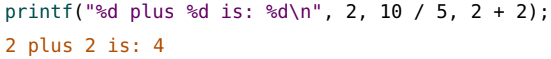 printf("%d plus %d is: %d\n", 2, 10 / 5, 2 + 2);
2 plus 2 is: 4